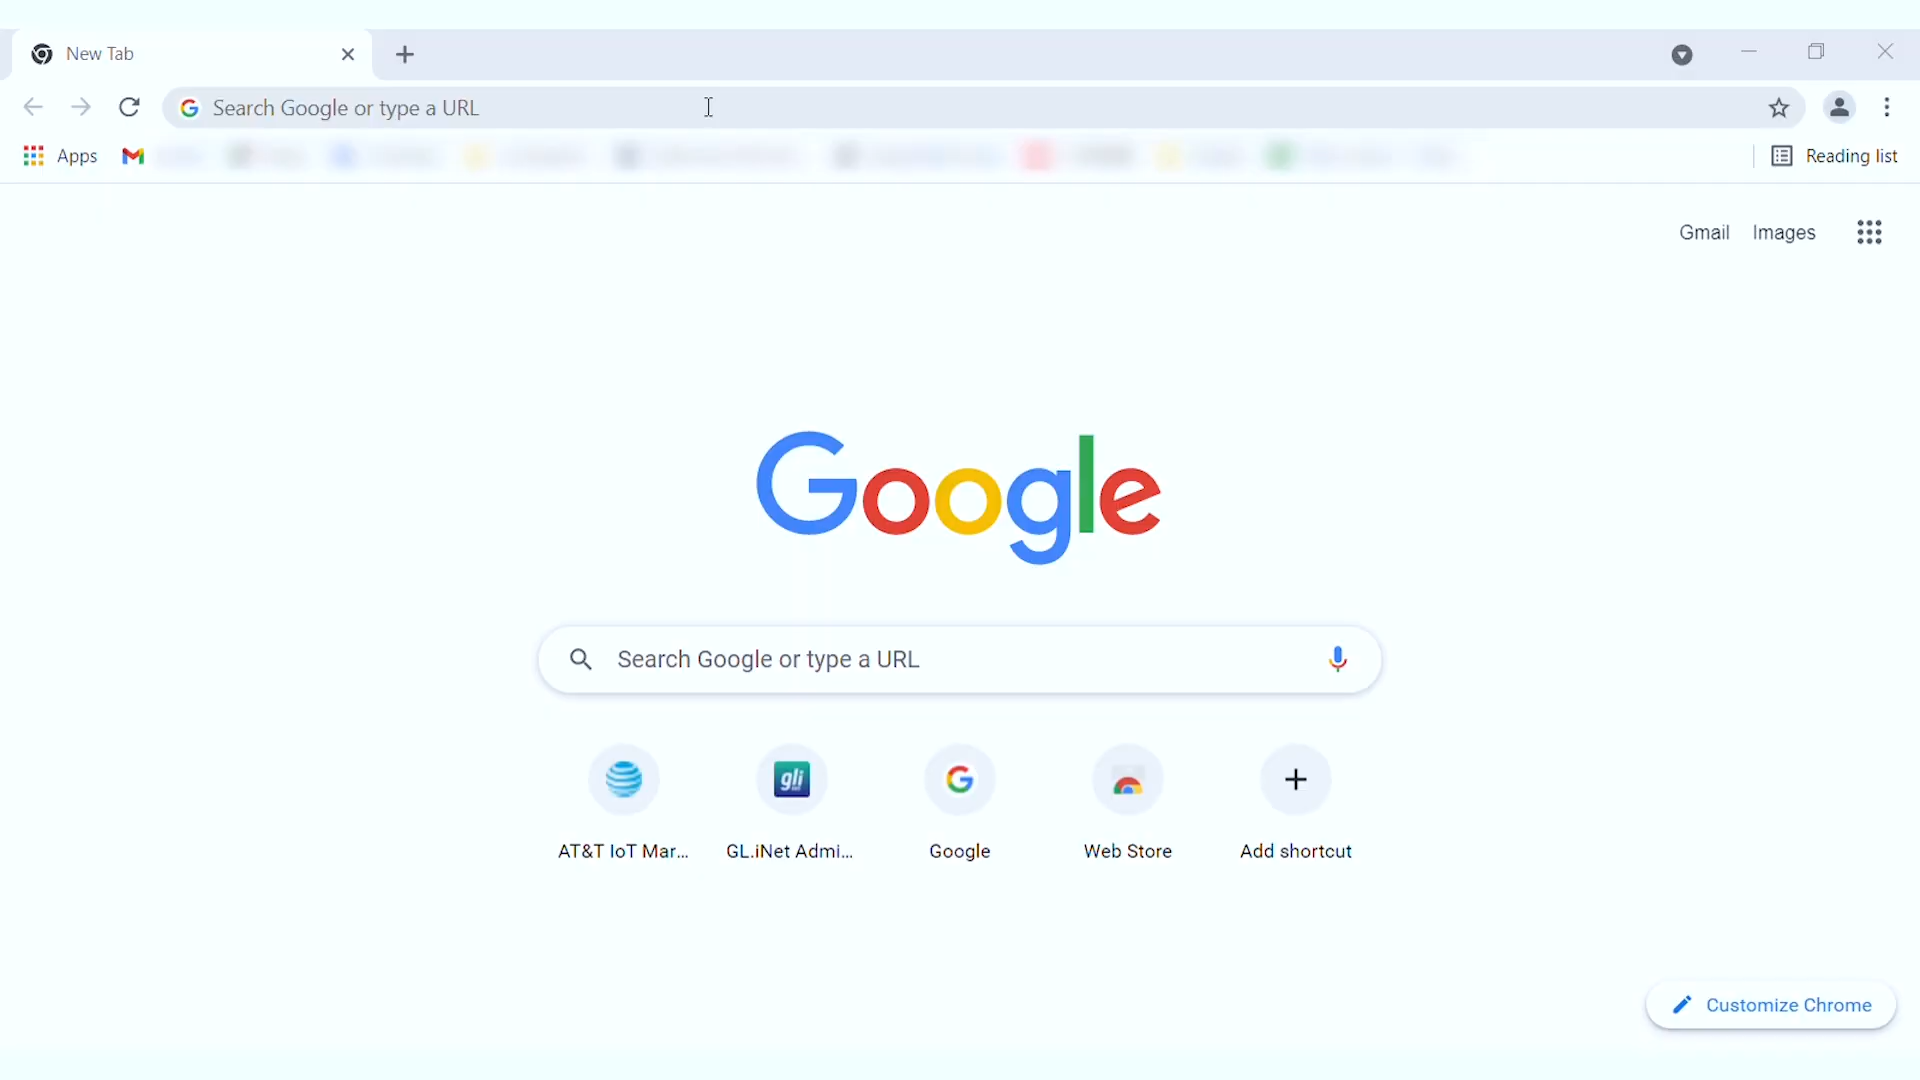 New Tab
Search Google or type a URL
Apps
Reading list
Gmail Images
Google
Search Google or type a URL
gli
AT&T IoT Mar... GL.iNet Admi... Google Web Store Add shortcut
Customize Chrome